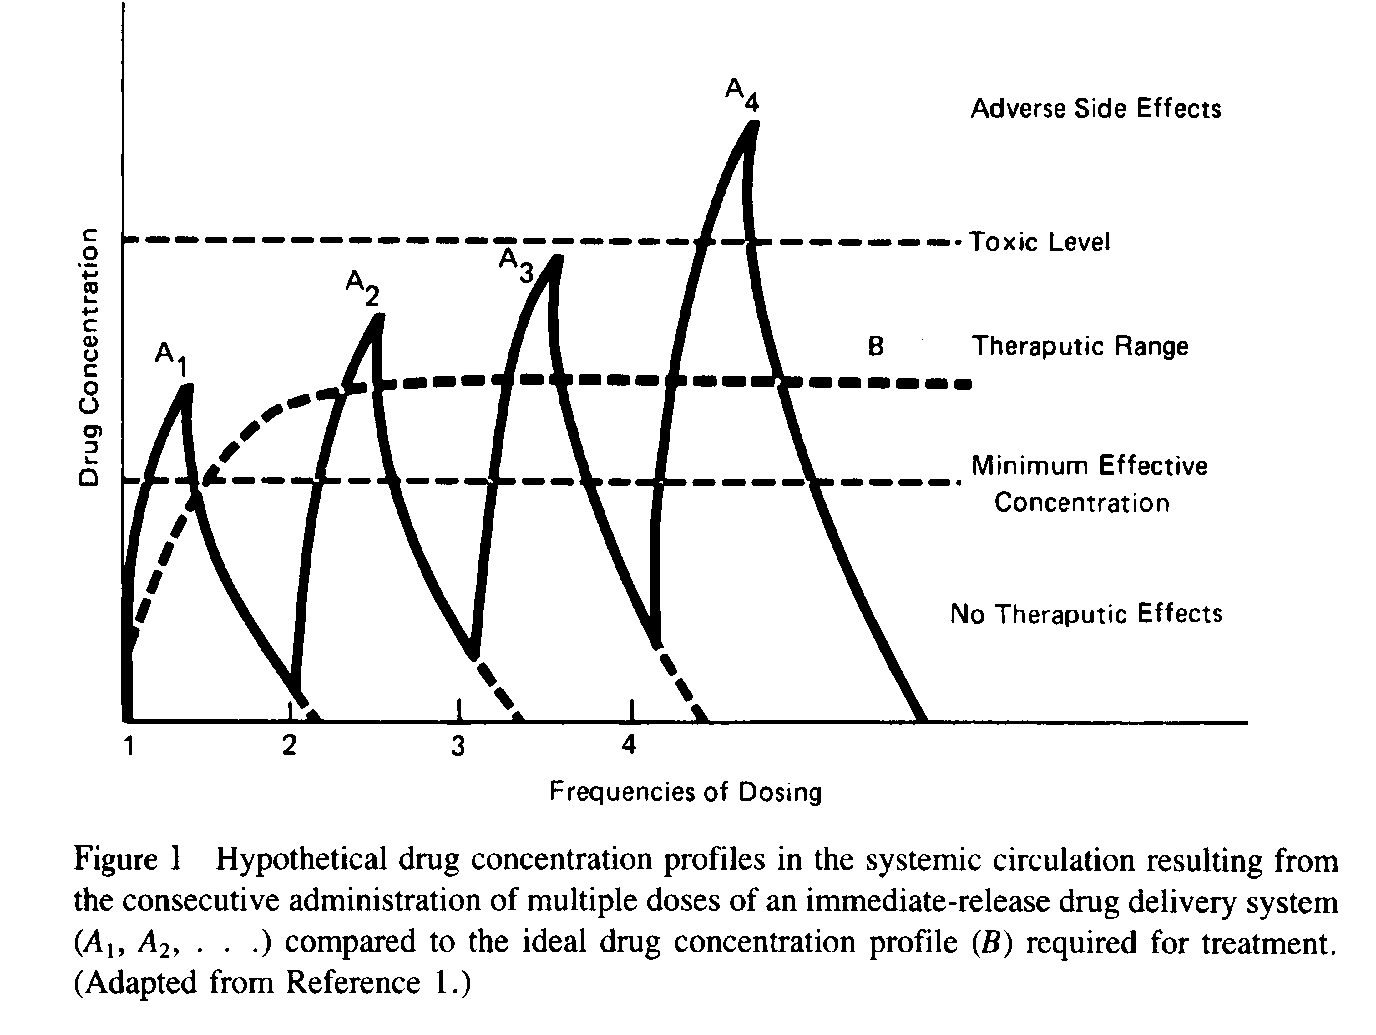 A4
Adverse Side Effects
Toxic Level
A3
A2
B Theraputic Range
A1
Drug Concentration
Minimum Effective
Concentration
No Theraputic Effects
1 2 3 4
Frequencies of Dosing
Figure 1 Hypothetical drug concentration profiles in the systemic circulation resulting from
the consecutive administration of multiple doses of an immediate-release drug delivery system
(A1, A2, . . .) compared to the ideal drug concentration profile (B) required for treatment.
(Adapted from Reference 1.)